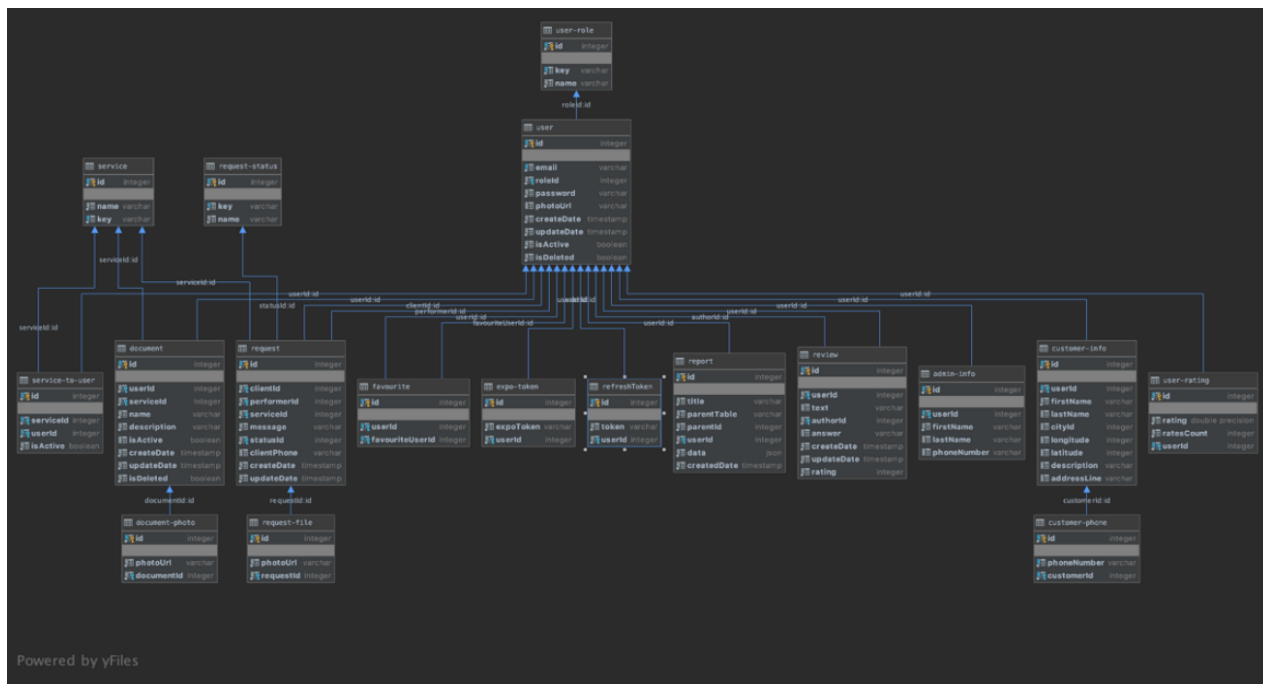 user-role
id integer
key varchar
name varchar
roleId:id
user
id integer
email varchar
roleId integer
password varchar
photoUrl varchar
createDate timestamp
updateDate timestamp
isActive boolean
isDeleted boolean
service
id integer
name varchar
key varchar
request-status
id integer
key varchar
name varchar
serviceId:id
serviceId:id
serviceId:id
statusId:id
userId:id
userId:id
clientId:id
performerId:id
userId:id
favouriteUserId:id
userId:id
authorId:id
userId:id
userId:id
userId:id
userId:id
service-to-user
id integer
serviceId integer
userId integer
isActive boolean
document
id integer
userId integer
serviceId integer
name varchar
description varchar
isActive boolean
createDate timestamp
updateDate timestamp
isDeleted boolean
request
id integer
clientId integer
performerId integer
serviceId integer
message varchar
statusId integer
clientPhone varchar
createDate timestamp
updateDate timestamp
favourite
id integer
userId integer
favouriteUserId integer
expo-token
id integer
expoToken varchar
userId integer
refreshToken
id integer
token varchar
userId integer
report
id integer
title varchar
parentTable varchar
parentId integer
userId integer
data json
createdDate timestamp
review
id integer
userId integer
text varchar
authorId integer
answer varchar
createDate timestamp
updateDate timestamp
rating integer
admin-info
id integer
userId integer
firstName varchar
lastName varchar
phoneNumber varchar
customer-info
id integer
userId integer
firstName varchar
lastName varchar
cityId integer
longitude integer
latitude integer
description varchar
addressLine varchar
user-rating
id integer
rating double precision
ratesCount integer
userId integer
documentId:id
requestId:id
customerId:id
document-photo
id integer
photoUrl varchar
documentId integer
request-file
id integer
photoUrl varchar
requestId integer
customer-phone
id integer
phoneNumber varchar
customerId integer
Powered by yFiles